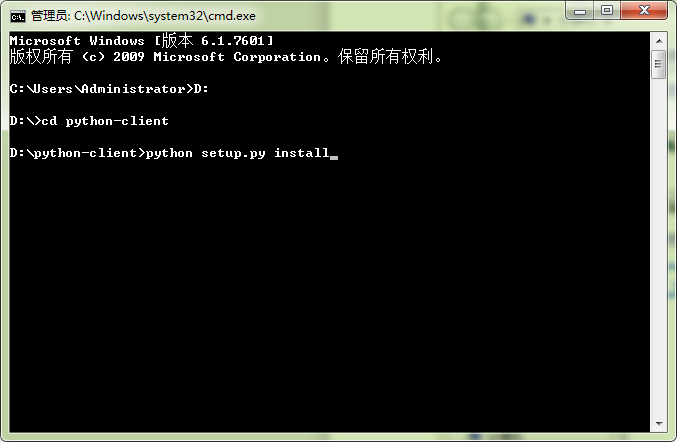 管理员: C:\Windows\system32\cmd.exe
Microsoft Windows [版本 6.1.7601]
版权所有 (c) 2009 Microsoft Corporation。保留所有权利。
C:\Users\Administrator>D:
D:\>cd python-client
D:\python-client>python setup.py install